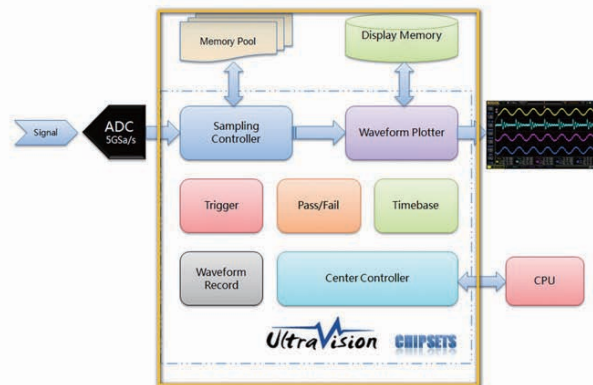 Memory Pool
Display Memory
Signal
ADC
5GSa/s
Sampling
Controller
Waveform Plotter
Trigger
Pass/Fail
Timebase
Waveform
Record
Center Controller
CPU
UltraVision
CHIPSETS